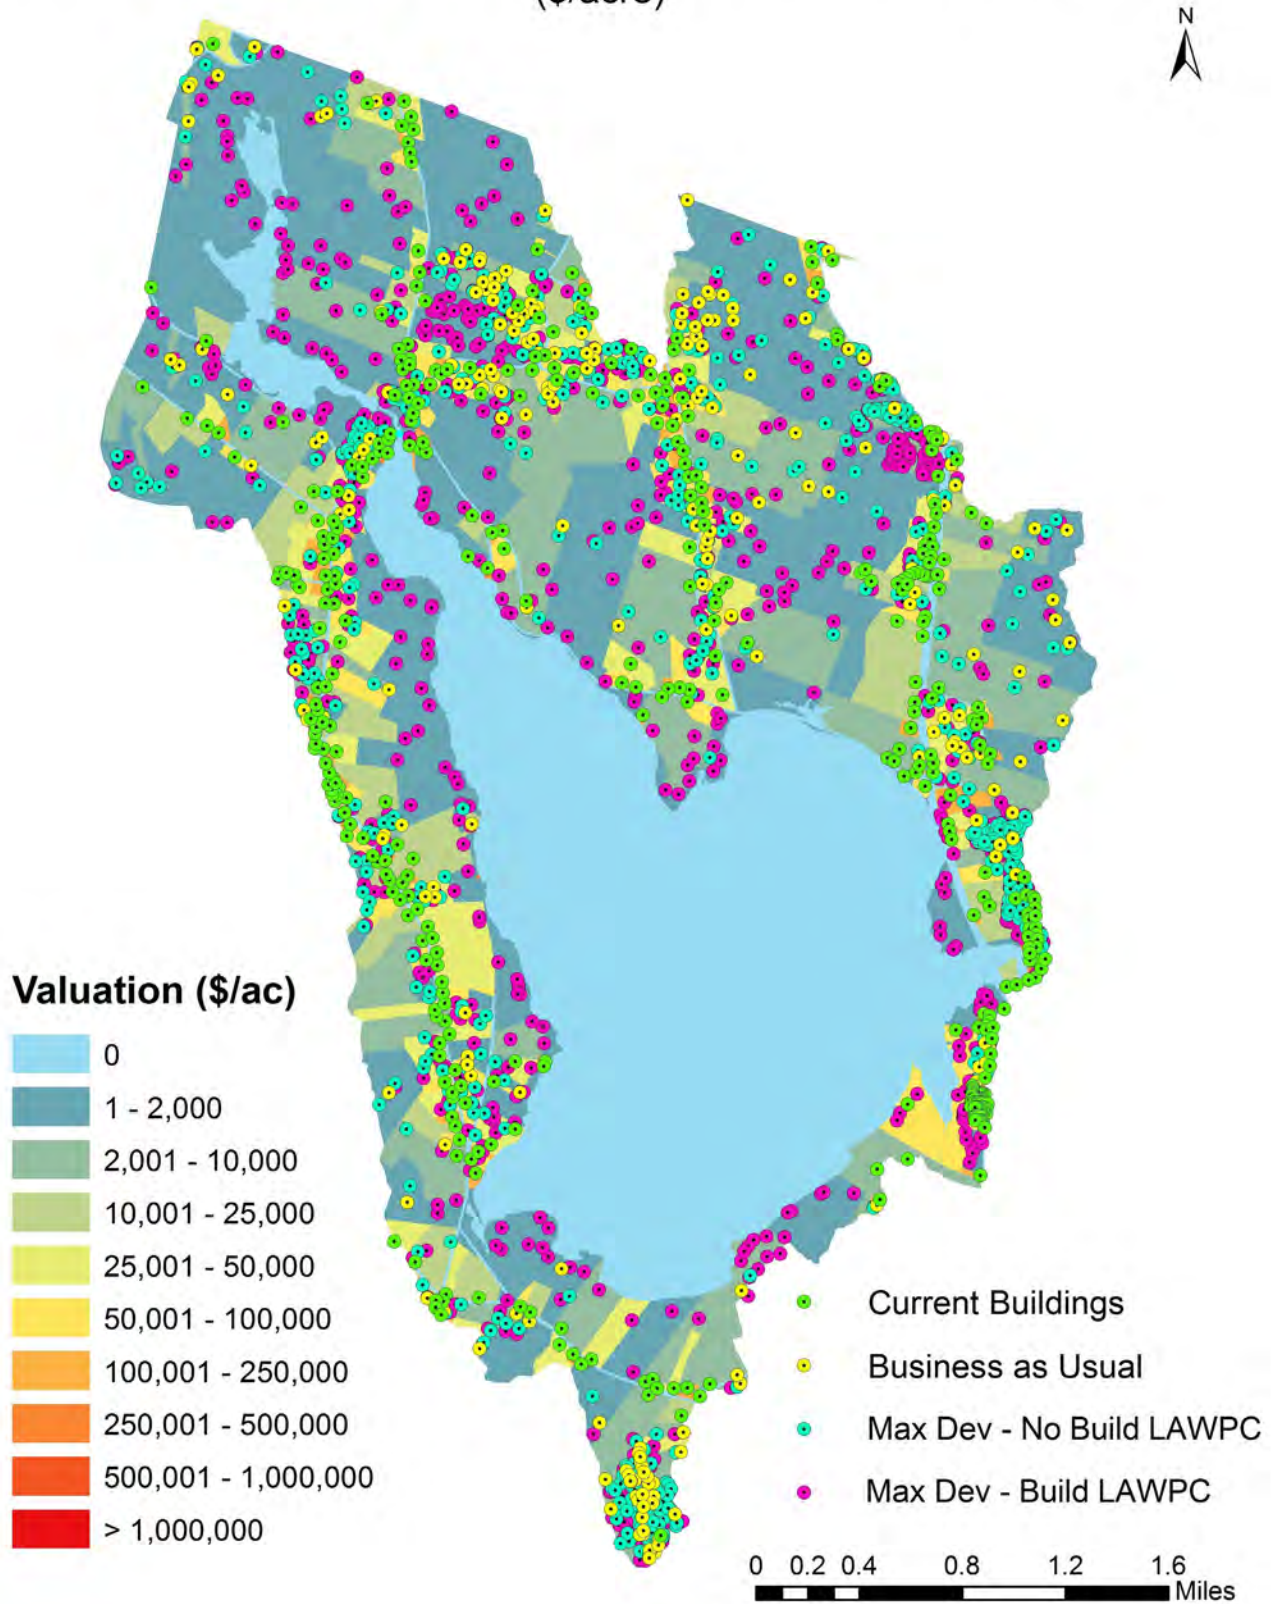 ($/acre)
N
Valuation ($/ac)
0
1 - 2,000
2,001 - 10,000
10,001 - 25,000
25,001 - 50,000
50,001 - 100,000
100,001 - 250,000
250,001 - 500,000
500,001 - 1,000,000
> 1,000,000
Current Buildings
Business as Usual
Max Dev - No Build LAWPC
Max Dev - Build LAWPC
0 0.2 0.4 0.8 1.2 1.6
Miles